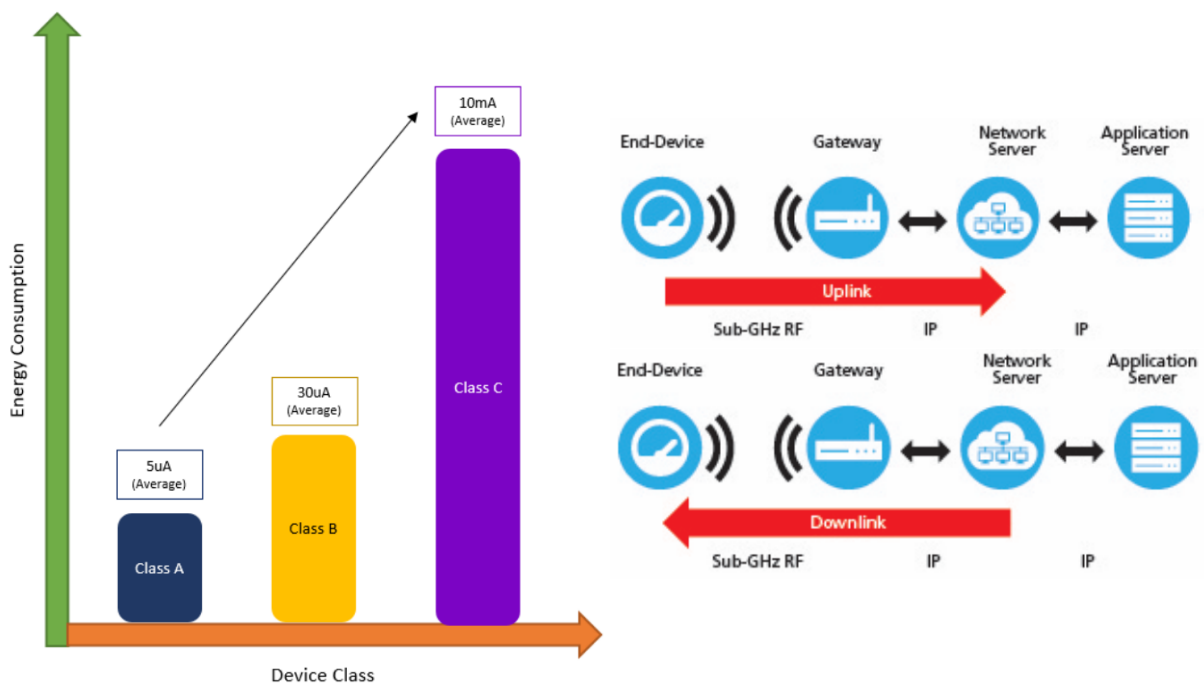 Energy Consumption
10mA
(Average)
Class C
30uA
(Average)
Class B
5uA
(Average)
Class A
Device Class
End-Device
Gateway
Network
Server
Application
Server
Uplink
Sub-GHz RF
IP
IP
End-Device
Gateway
Network
Server
Application
Server
Downlink
Sub-GHz RF
IP
IP